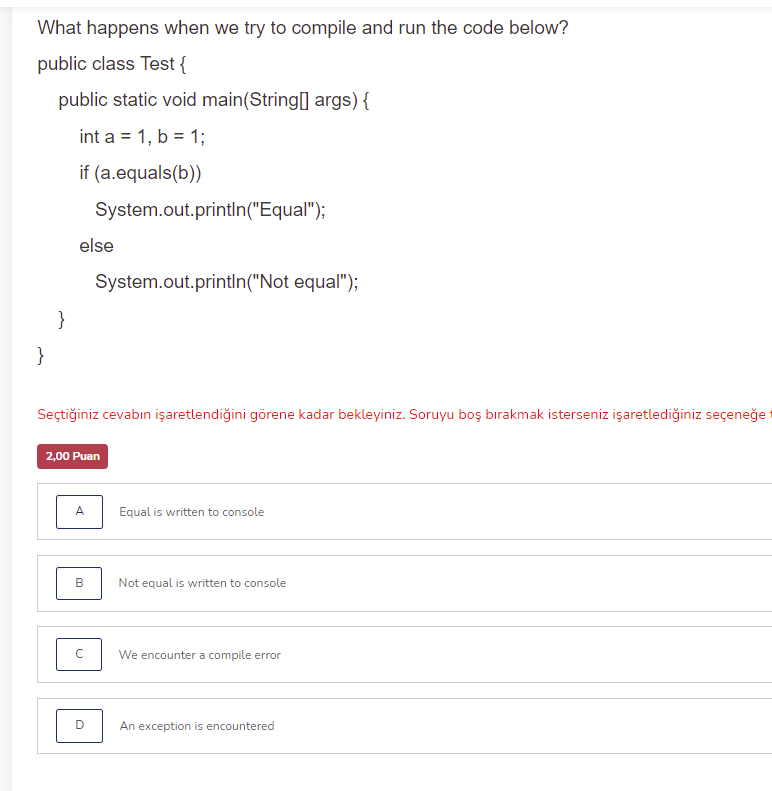 What happens when we try to compile and run the code below?
public class Test {
public static void main(String[] args) {
int a = 1, b = 1;
if (a.equals(b))
System.out.println("Equal");
else
System.out.println("Not equal");
}
}
Seçtiğiniz cevabın işaretlendiğini görene kadar bekleyiniz. Soruyu boş bırakmak isterseniz işaretlediğiniz seçeneğe
2,00 Puan
A Equal is written to console
B Not equal is written to console
C We encounter a compile error
D An exception is encountered